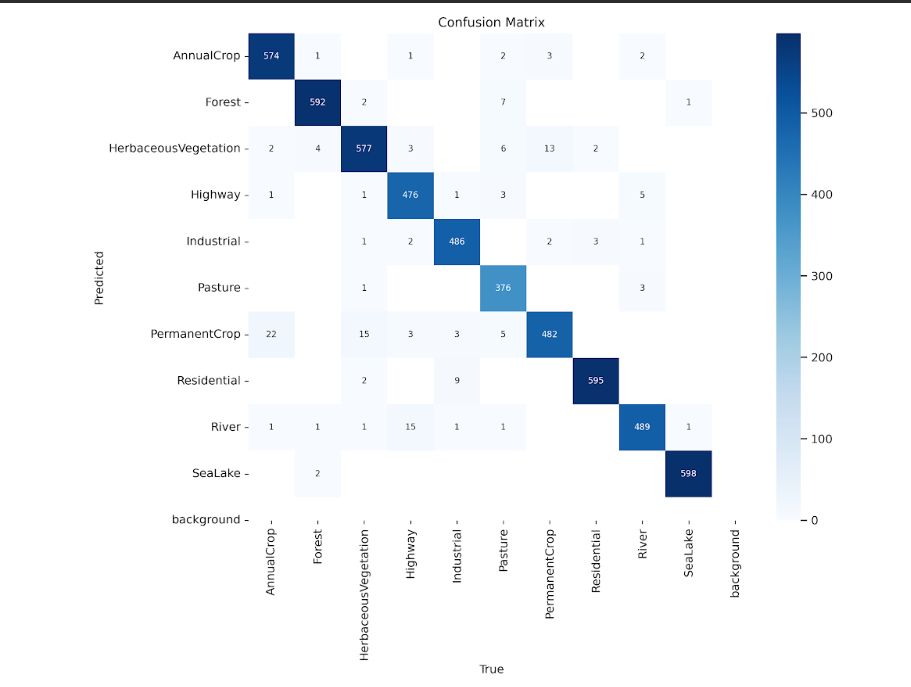 Confusion Matrix
AnnualCrop 574 1 1 2 3 2
Forest 592 2 7 1
HerbaceousVegetation 2 4 577 3 6 13 2
Highway 1 1 476 1 3 5
Industrial 1 2 486 2 3 1
Pasture 1 376 3
PermanentCrop 22 15 3 3 5 482
Residential 2 9 595
River 1 1 1 15 1 1 489 1
SeaLake 2 598
background
AnnualCrop
Forest
HerbaceousVegetation
Highway
Industrial
Pasture
PermanentCrop
Residential
River
SeaLake
background
True
Predicted
500
400
300
200
100
0